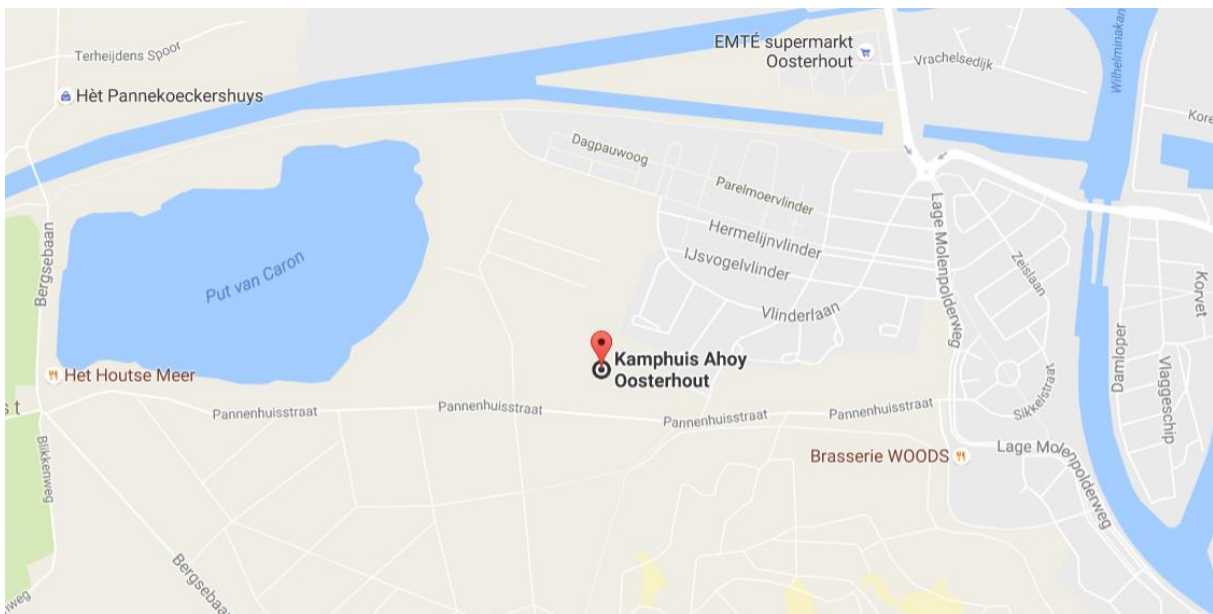 EMTÉ supermarkt
Oosterhout
Vrachelsedijk
Wilhelminakan
Terheijdens Spoor
Hèt Pannekoeckershuys
Kore
Dagpauwoog
Parelmoervlinder
Lage Molenpolderweg
Hermelijnvlinder
IJsvogelvlinder
Vlinderlaan
Zeislaan
Korvet
Bergsebaan
Put van Caron
Kamphuis Ahoy
Oosterhout
Damloper
Vlaggeschip
Het Houtse Meer
st
Pannenhuisstraat
Pannenhuisstraat
Pannenhuisstraat
Pannenhuisstraat
Sikkelstraat
Blikkenweg
Brasserie WOODS
Lage Molenpolderweg
Bergsebaan
nweg